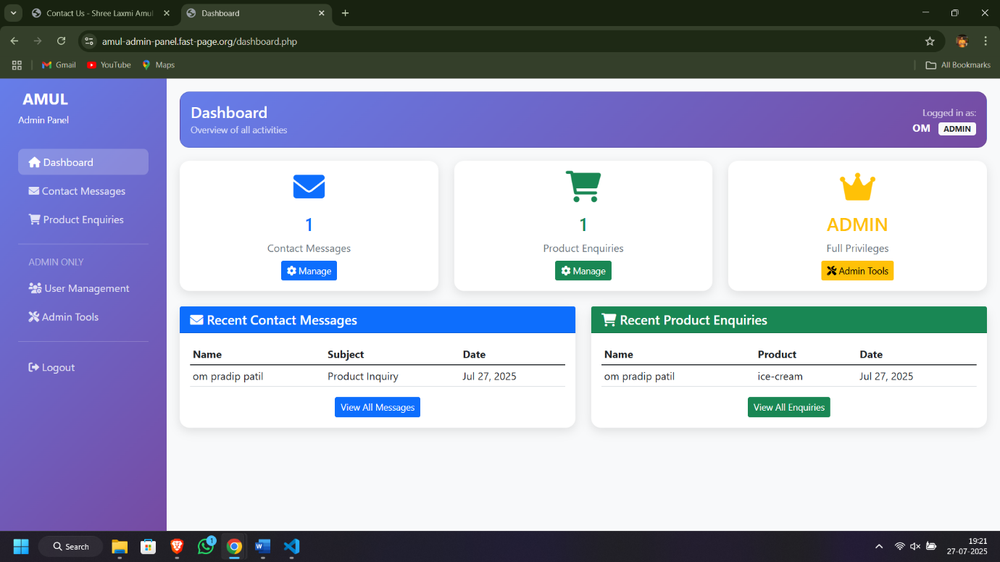 Contact Us - Shree Laxmi Amul
Dashboard
amul-admin-panel.fast-page.org/dashboard.php
Gmail
YouTube
Maps
All Bookmarks
AMUL
Admin Panel
Dashboard
Contact Messages
Product Enquiries
ADMIN ONLY
User Management
Admin Tools
Logout
Dashboard
Overview of all activities
Logged in as:
OM ADMIN
1
Contact Messages
Manage
1
Product Enquiries
Manage
ADMIN
Full Privileges
Admin Tools
Recent Contact Messages
Name Subject Date
om pradip patil Product Inquiry Jul 27, 2025
View All Messages
Recent Product Enquiries
Name Product Date
om pradip patil ice-cream Jul 27, 2025
View All Enquiries
Search
1
19:21
27-07-2025